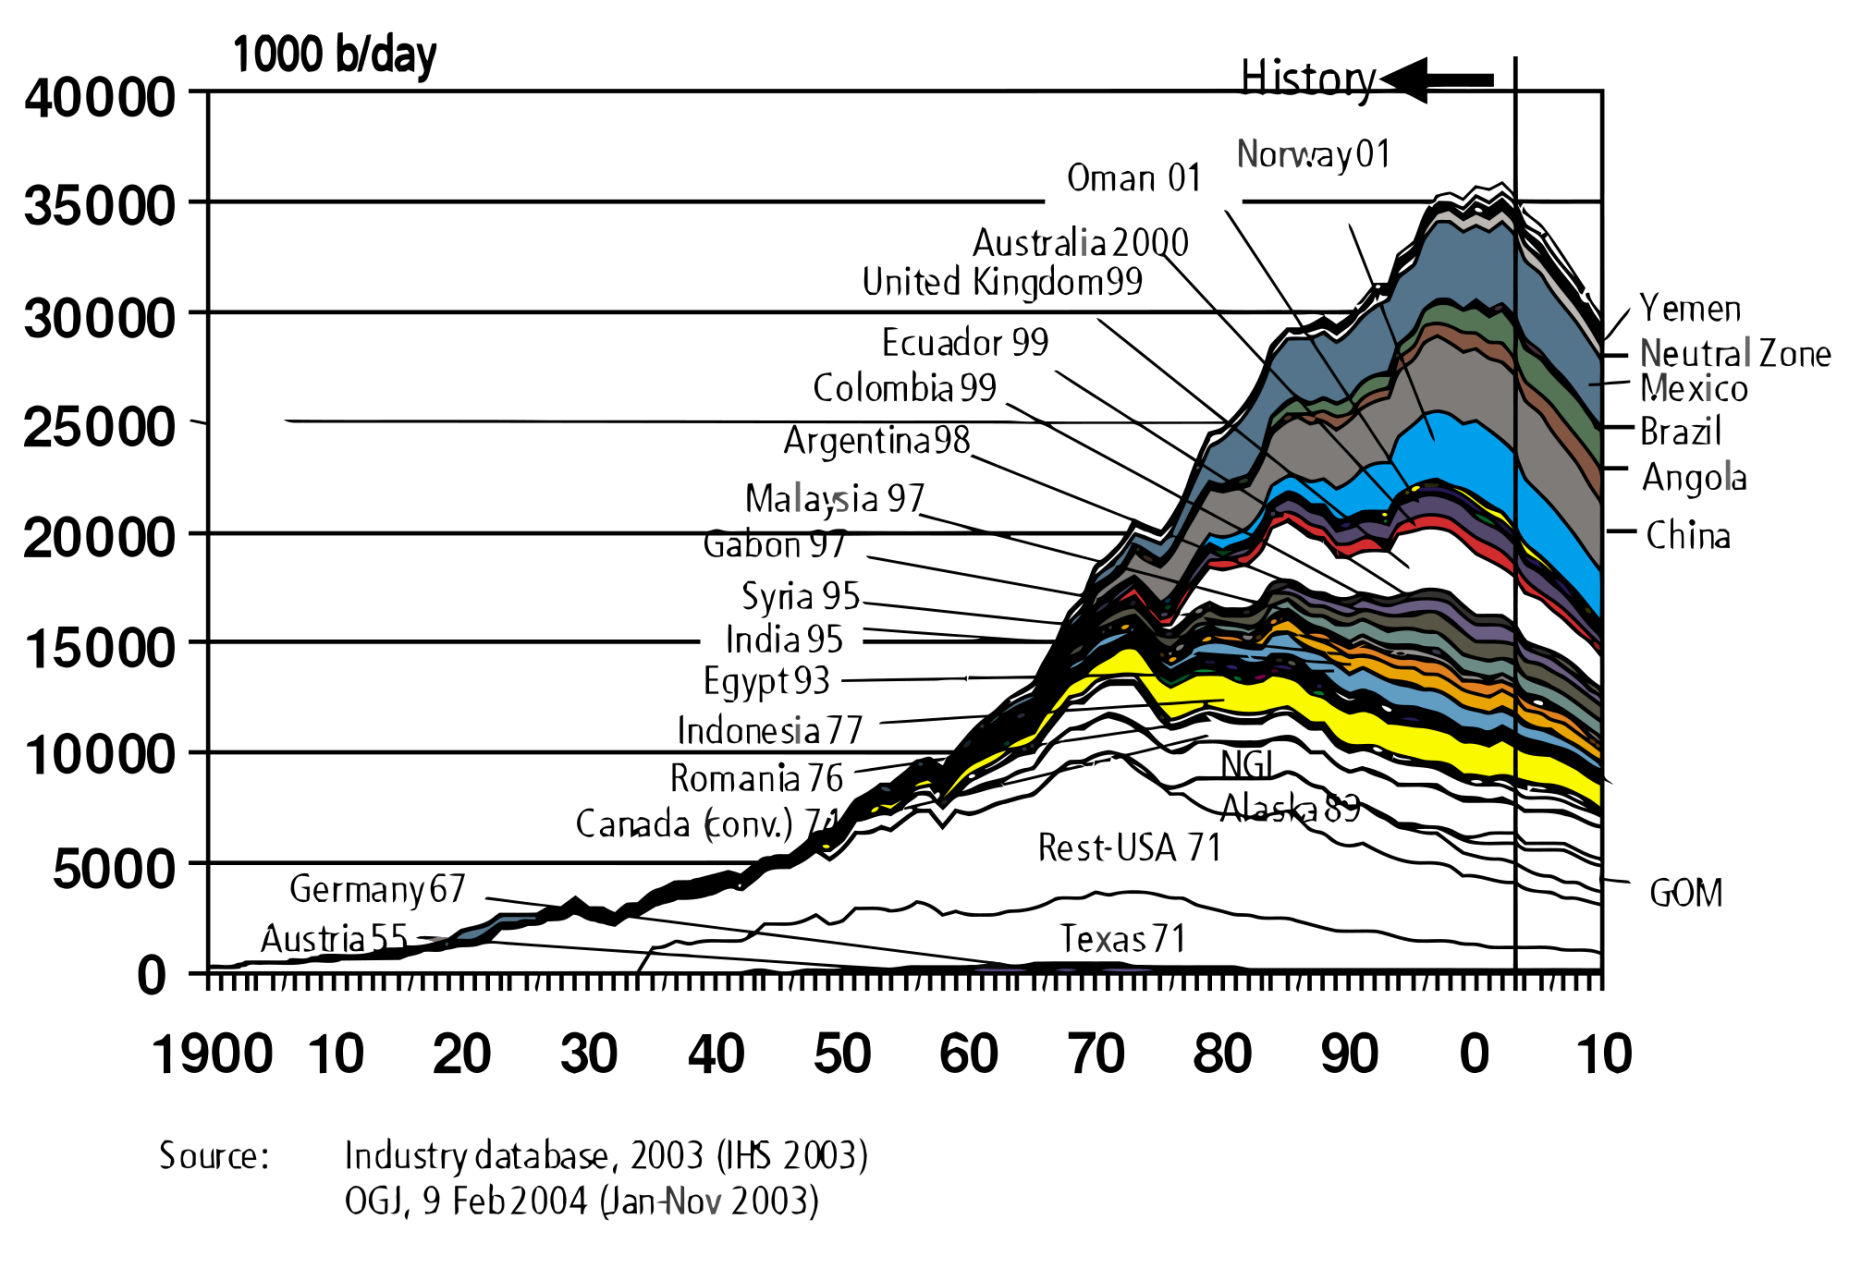 1000 b/day
History
40000
Norway 01
Oman 01
35000
Australia 2000
United Kingdom 99
30000
Yemen
Ecuador 99
Neutral Zone
Colombia 99
Mexico
25000
Brazil
Argentina 98
Angola
Malaysia 97
20000
Gabon 97
China
Syria 95
15000
India 95
Egypt 93
Indonesia 77
10000
NGl
Romania 76
Alaska 89
Canada (conv.) 74
Rest-USA 71
5000
Germany 67
GOM
Austria 55
Texas 71
0
1900 10 20 30 40 50 60 70 80 90 0 10
Source: Industry database, 2003 (IHS 2003)
OGJ, 9 Feb 2004 (Jan-Nov 2003)